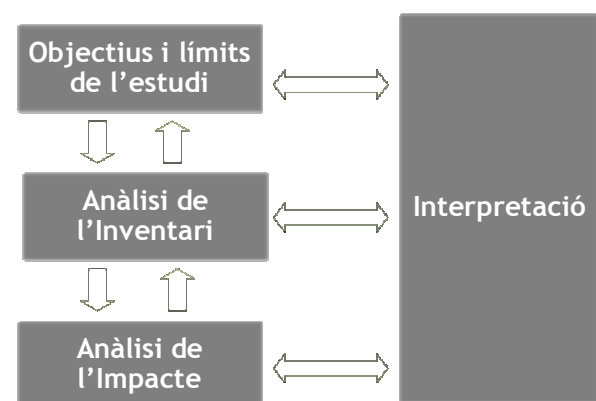 Objectius i límits
de l’estudi
Anàlisi de
l’Inventari
Interpretació
Anàlisi de
l’Impacte